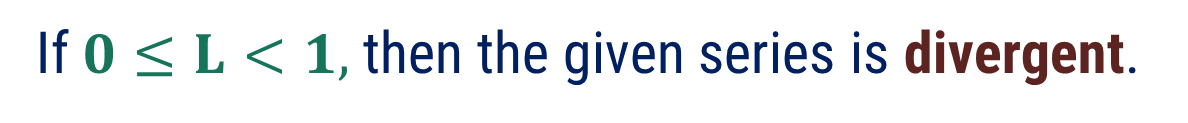 If 0 ≤ L < 1, then the given series is divergent.